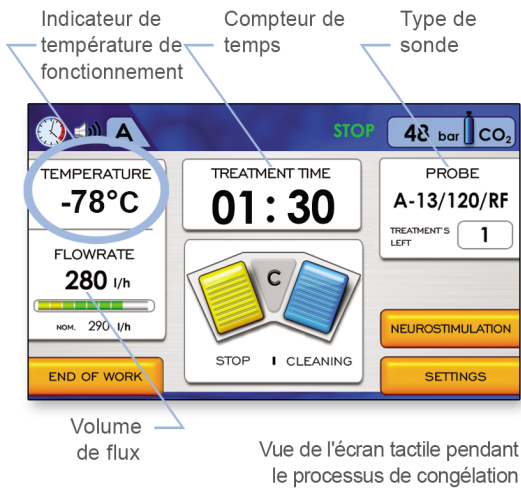 Indicateur de
température de
fonctionnement
Compteur de
temps
Type de
sonde
A
STOP
48 bar CO₂
TEMPERATURE
-78°C
TREATMENT TIME
01:30
PROBE
A-13/120/RF
TREATMENT'S
LEFT
1
FLOWRATE
280 l/h
NOM. 290 l/h
C
STOP I CLEANING
NEUROSTIMULATION
END OF WORK
SETTINGS
Volume
de flux
Vue de l'écran tactile pendant
le processus de congélation